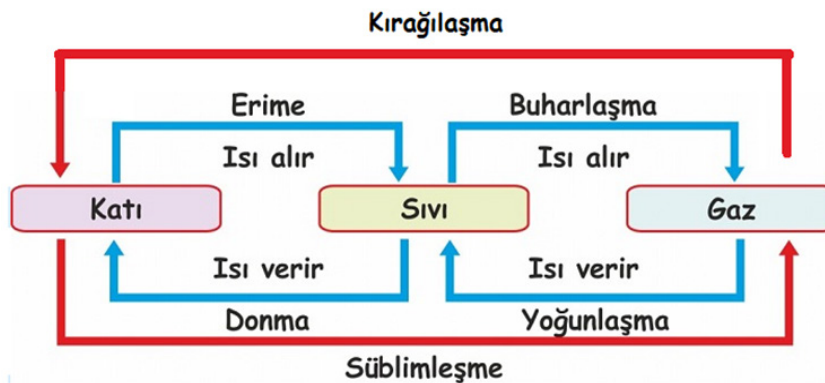 Kırağılaşma
Erime
Buharlaşma
Isı alır
Isı alır
Katı
Sıvı
Gaz
Isı verir
Isı verir
Donma
Yoğunlaşma
Süblimleşme